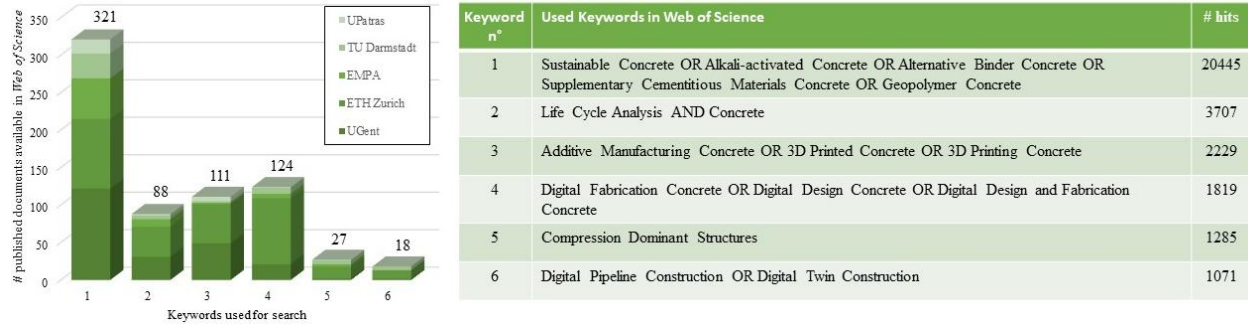 # published documents available in Web of Science
350
300
250
200
150
100
50
0
321
88
111
124
27
18
1
2
3
4
5
6
Keywords used for search
UPatras
TU Darmstadt
EMPA
ETH Zurich
UGent
Keyword n° Used Keywords in Web of Science # hits
1 Sustainable Concrete OR Alkali-activated Concrete OR Alternative Binder Concrete OR 20445
Supplementary Cementitious Materials Concrete OR Geopolymer Concrete
2 Life Cycle Analysis AND Concrete 3707
3 Additive Manufacturing Concrete OR 3D Printed Concrete OR 3D Printing Concrete 2229
4 Digital Fabrication Concrete OR Digital Design Concrete OR Digital Design and Fabrication 1819
Concrete
5 Compression Dominant Structures 1285
6 Digital Pipeline Construction OR Digital Twin Construction 1071